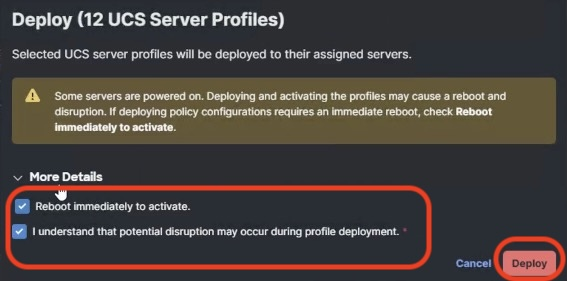 Deploy (12 UCS Server Profiles)
Selected UCS server profiles will be deployed to their assigned servers.
Some servers are powered on. Deploying and activating the profiles may cause a reboot and
disruption. If deploying policy configurations requires an immediate reboot, check Reboot
immediately to activate.
More Details
Reboot immediately to activate.
I understand that potential disruption may occur during profile deployment. *
Cancel
Deploy